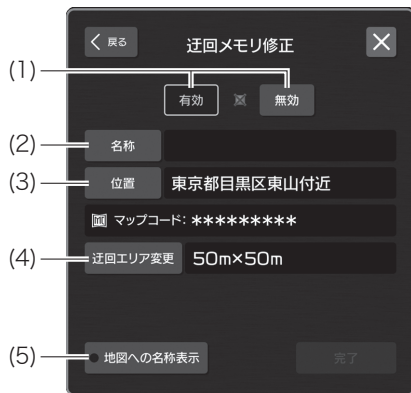 戻る
迂回メモリ修正
(1)
有効 無効
(2) 名称
(3) 位置 東京都目黒区東山付近
マップコード：*********
(4) 迂回エリア変更 50m×50m
(5) 地図への名称表示 完了